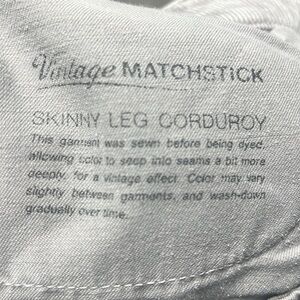 Vintage MATCHSTICK
SKINNY LEG CORDUROY
This garment was sewn before being dyed,
allowing color to seep into seams a bit more
deeply, for a vintage effect. Color may vary
slightly between garments, and wash-down
gradually over time.